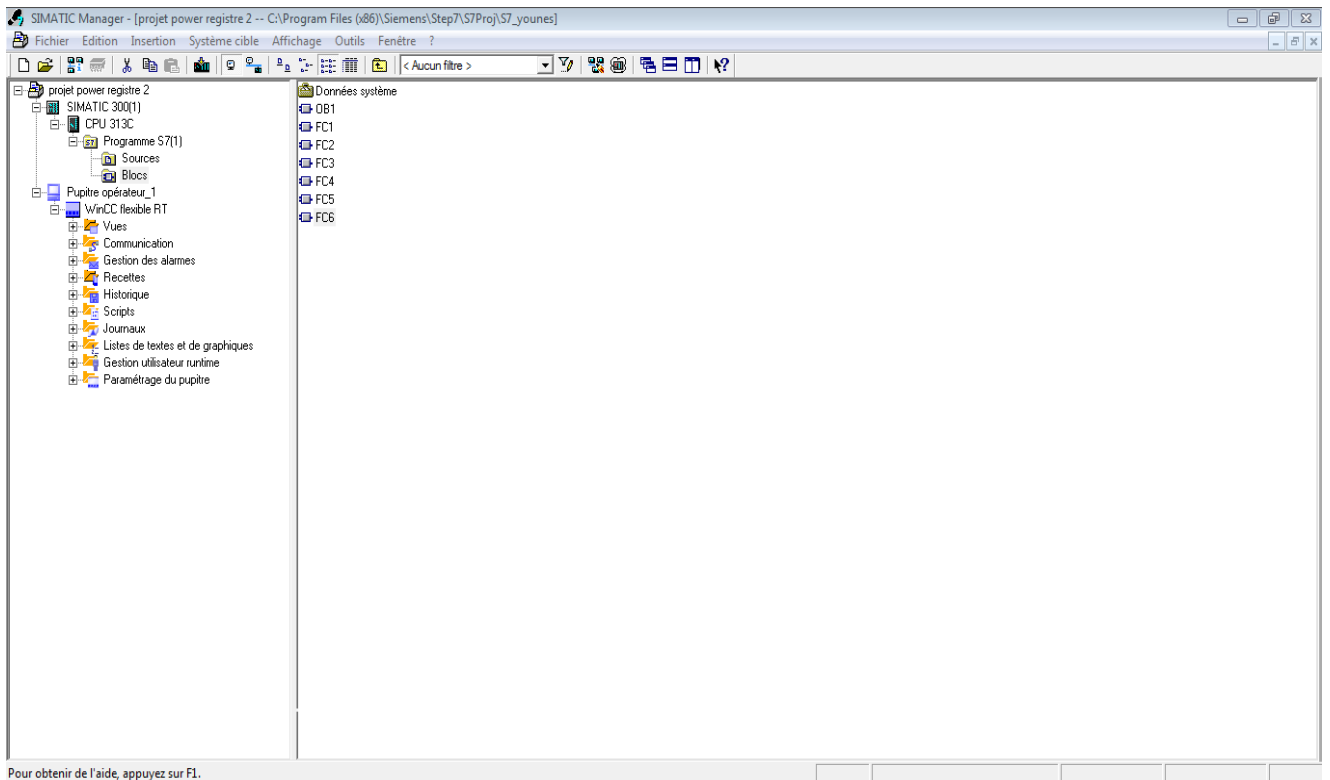 SIMATIC Manager - [projet power registre 2 -- C:\Program Files (x86)\Siemens\Step7\S7Proj\S7_younes]
Fichier Edition Insertion Système cible Affichage Outils Fenêtre ?
< Aucun filtre >
projet power registre 2
SIMATIC 300(1)
CPU 313C
Programme S7(1)
Sources
Blocs
Pupitre opérateur_1
WinCC flexible RT
Vues
Communication
Gestion des alarmes
Recettes
Historique
Scripts
Journaux
Listes de textes et de graphiques
Gestion utilisateur runtime
Paramétrage du pupitre
Données système
OB1
FC1
FC2
FC3
FC4
FC5
FC6
Pour obtenir de l'aide, appuyez sur F1.